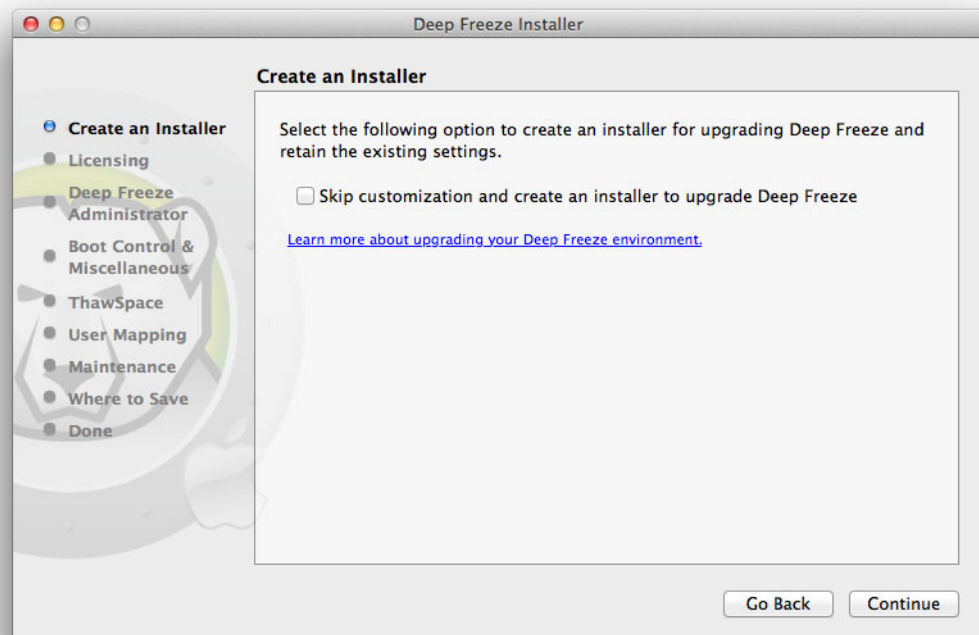 Deep Freeze Installer
Create an Installer
Create an Installer
Licensing
Deep Freeze
Administrator
Boot Control &
Miscellaneous
ThawSpace
User Mapping
Maintenance
Where to Save
Done
Select the following option to create an installer for upgrading Deep Freeze and
retain the existing settings.
Skip customization and create an installer to upgrade Deep Freeze
Learn more about upgrading your Deep Freeze environment.
Go Back
Continue